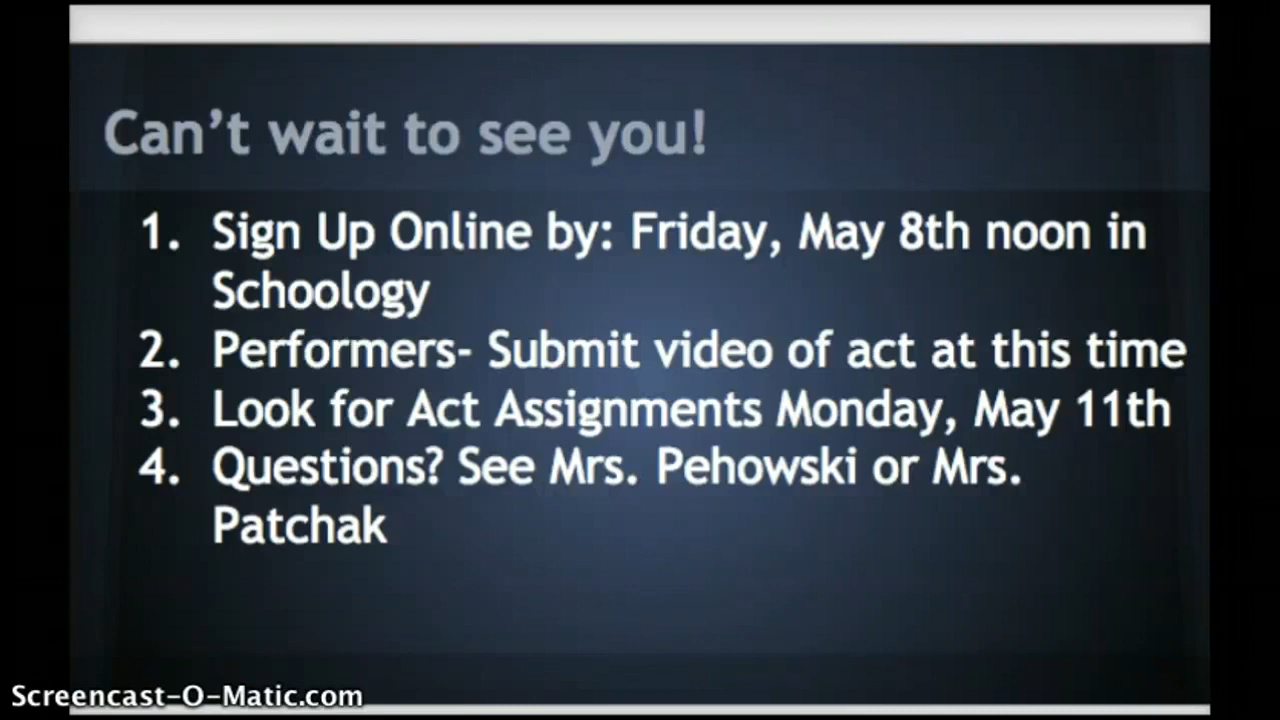 Can't wait to see you!
1. Sign Up Online by: Friday, May 8th noon in
Schoology
2. Performers- Submit video of act at this time
3. Look for Act Assignments Monday, May 11th
4. Questions? See Mrs. Pehowski or Mrs.
Patchak
Screencast-O-Matic.com